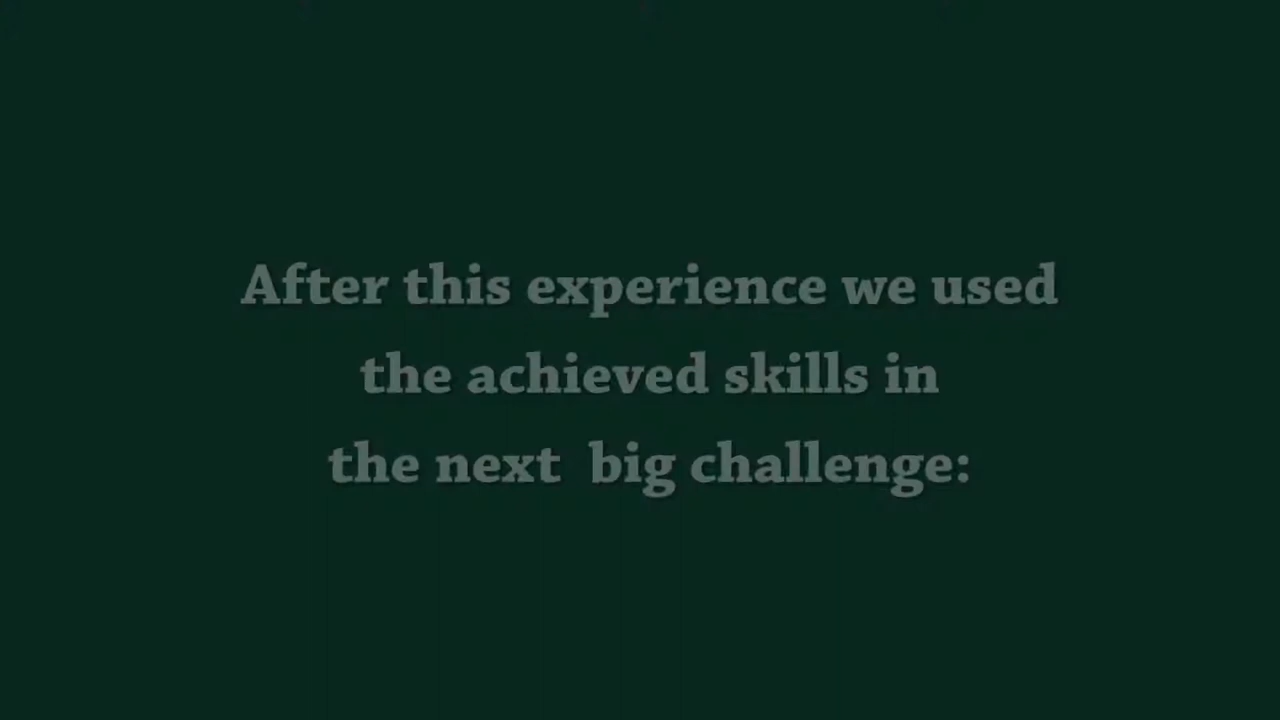 After this experience we used
the achieved skills in
the next  big challenge: